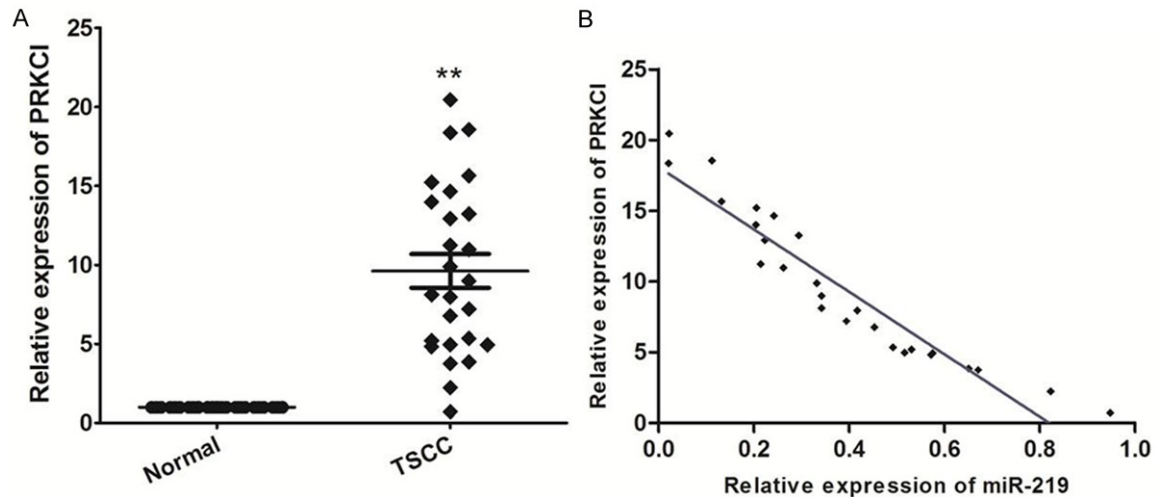 A
Relative expression of PRKCI
25
20
15
10
5
0
**
Normal
TSCC
B
Relative expression of PRKCI
25
20
15
10
5
0
0.0 0.2 0.4 0.6 0.8 1.0
Relative expression of miR-219